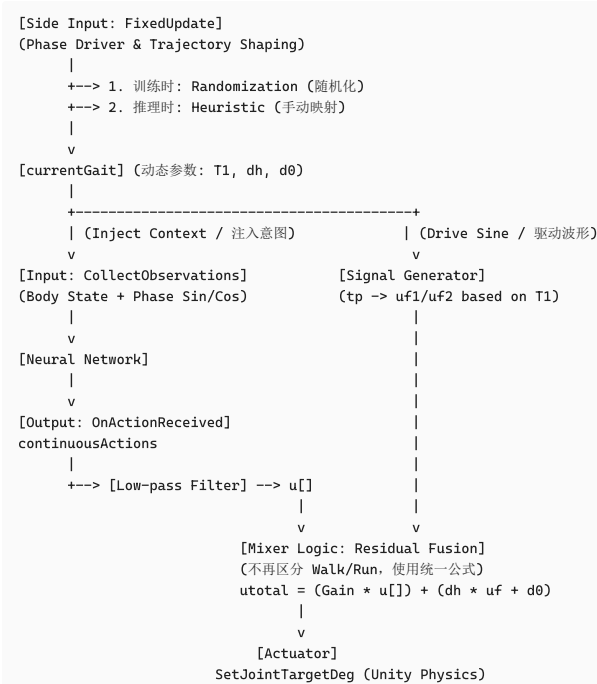 [Side Input: FixedUpdate]
(Phase Driver & Trajectory Shaping)
|
+--> 1. 训练时: Randomization (随机化)
+--> 2. 推理时: Heuristic (手动映射)
|
v
[currentGait] (动态参数: T1, dh, d0)
|
+-----------------------------------------+
| (Inject Context / 注入意图) | (Drive Sine / 驱动波形)
v v
[Input: CollectObservations] [Signal Generator]
(Body State + Phase Sin/Cos) (tp -> uf1/uf2 based on T1)
| |
v |
[Neural Network] |
| |
v |
[Output: OnActionReceived] |
continuousActions |
| |
+--> [Low-pass Filter] --> u[] |
| |
v v
[Mixer Logic: Residual Fusion]
(不再区分 Walk/Run，使用统一公式)
utotal = (Gain * u[]) + (dh * uf + d0)
|
v
[Actuator]
SetJointTargetDeg (Unity Physics)